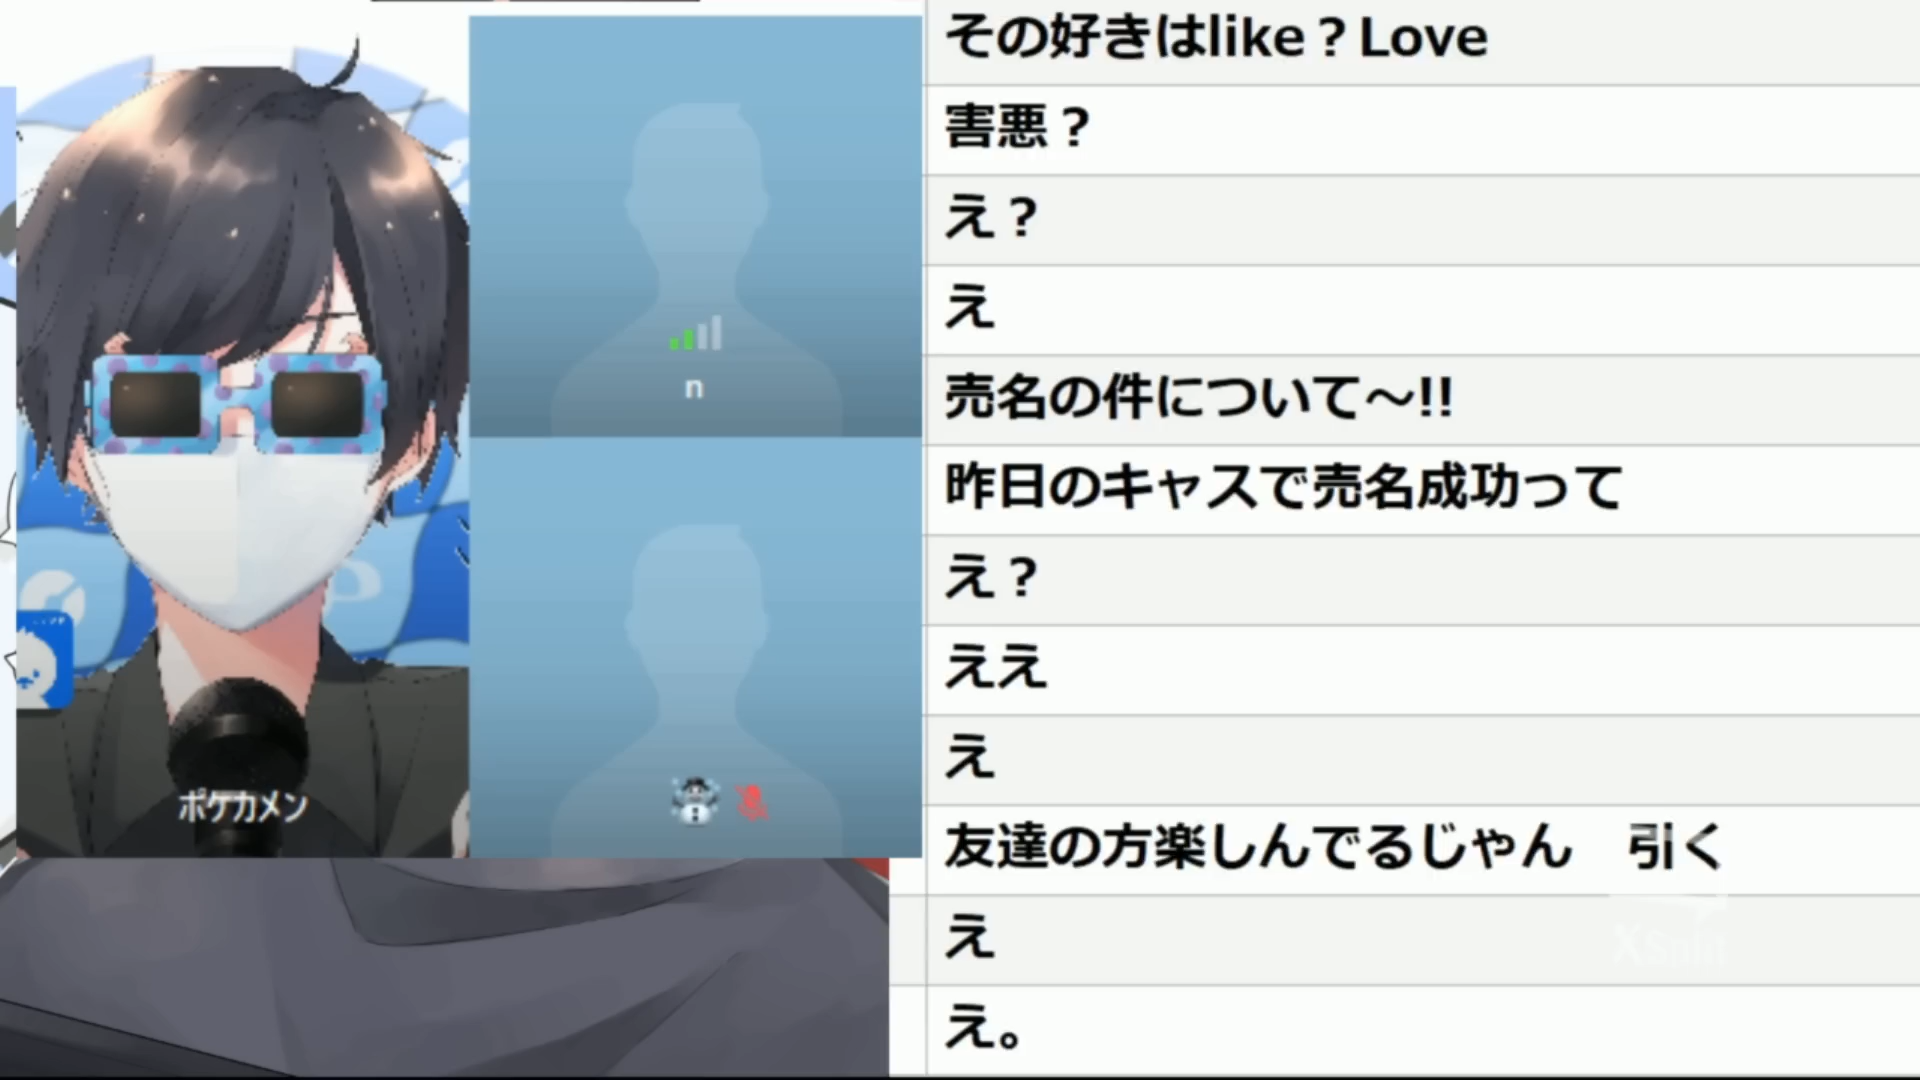 n
ポケカメン
その好きはlike？Love
害悪？
え？
え
売名の件について～!!
昨日のキャスで売名成功って
え？
ええ
え
友達の方楽しんでるじゃん　引く
え
え。